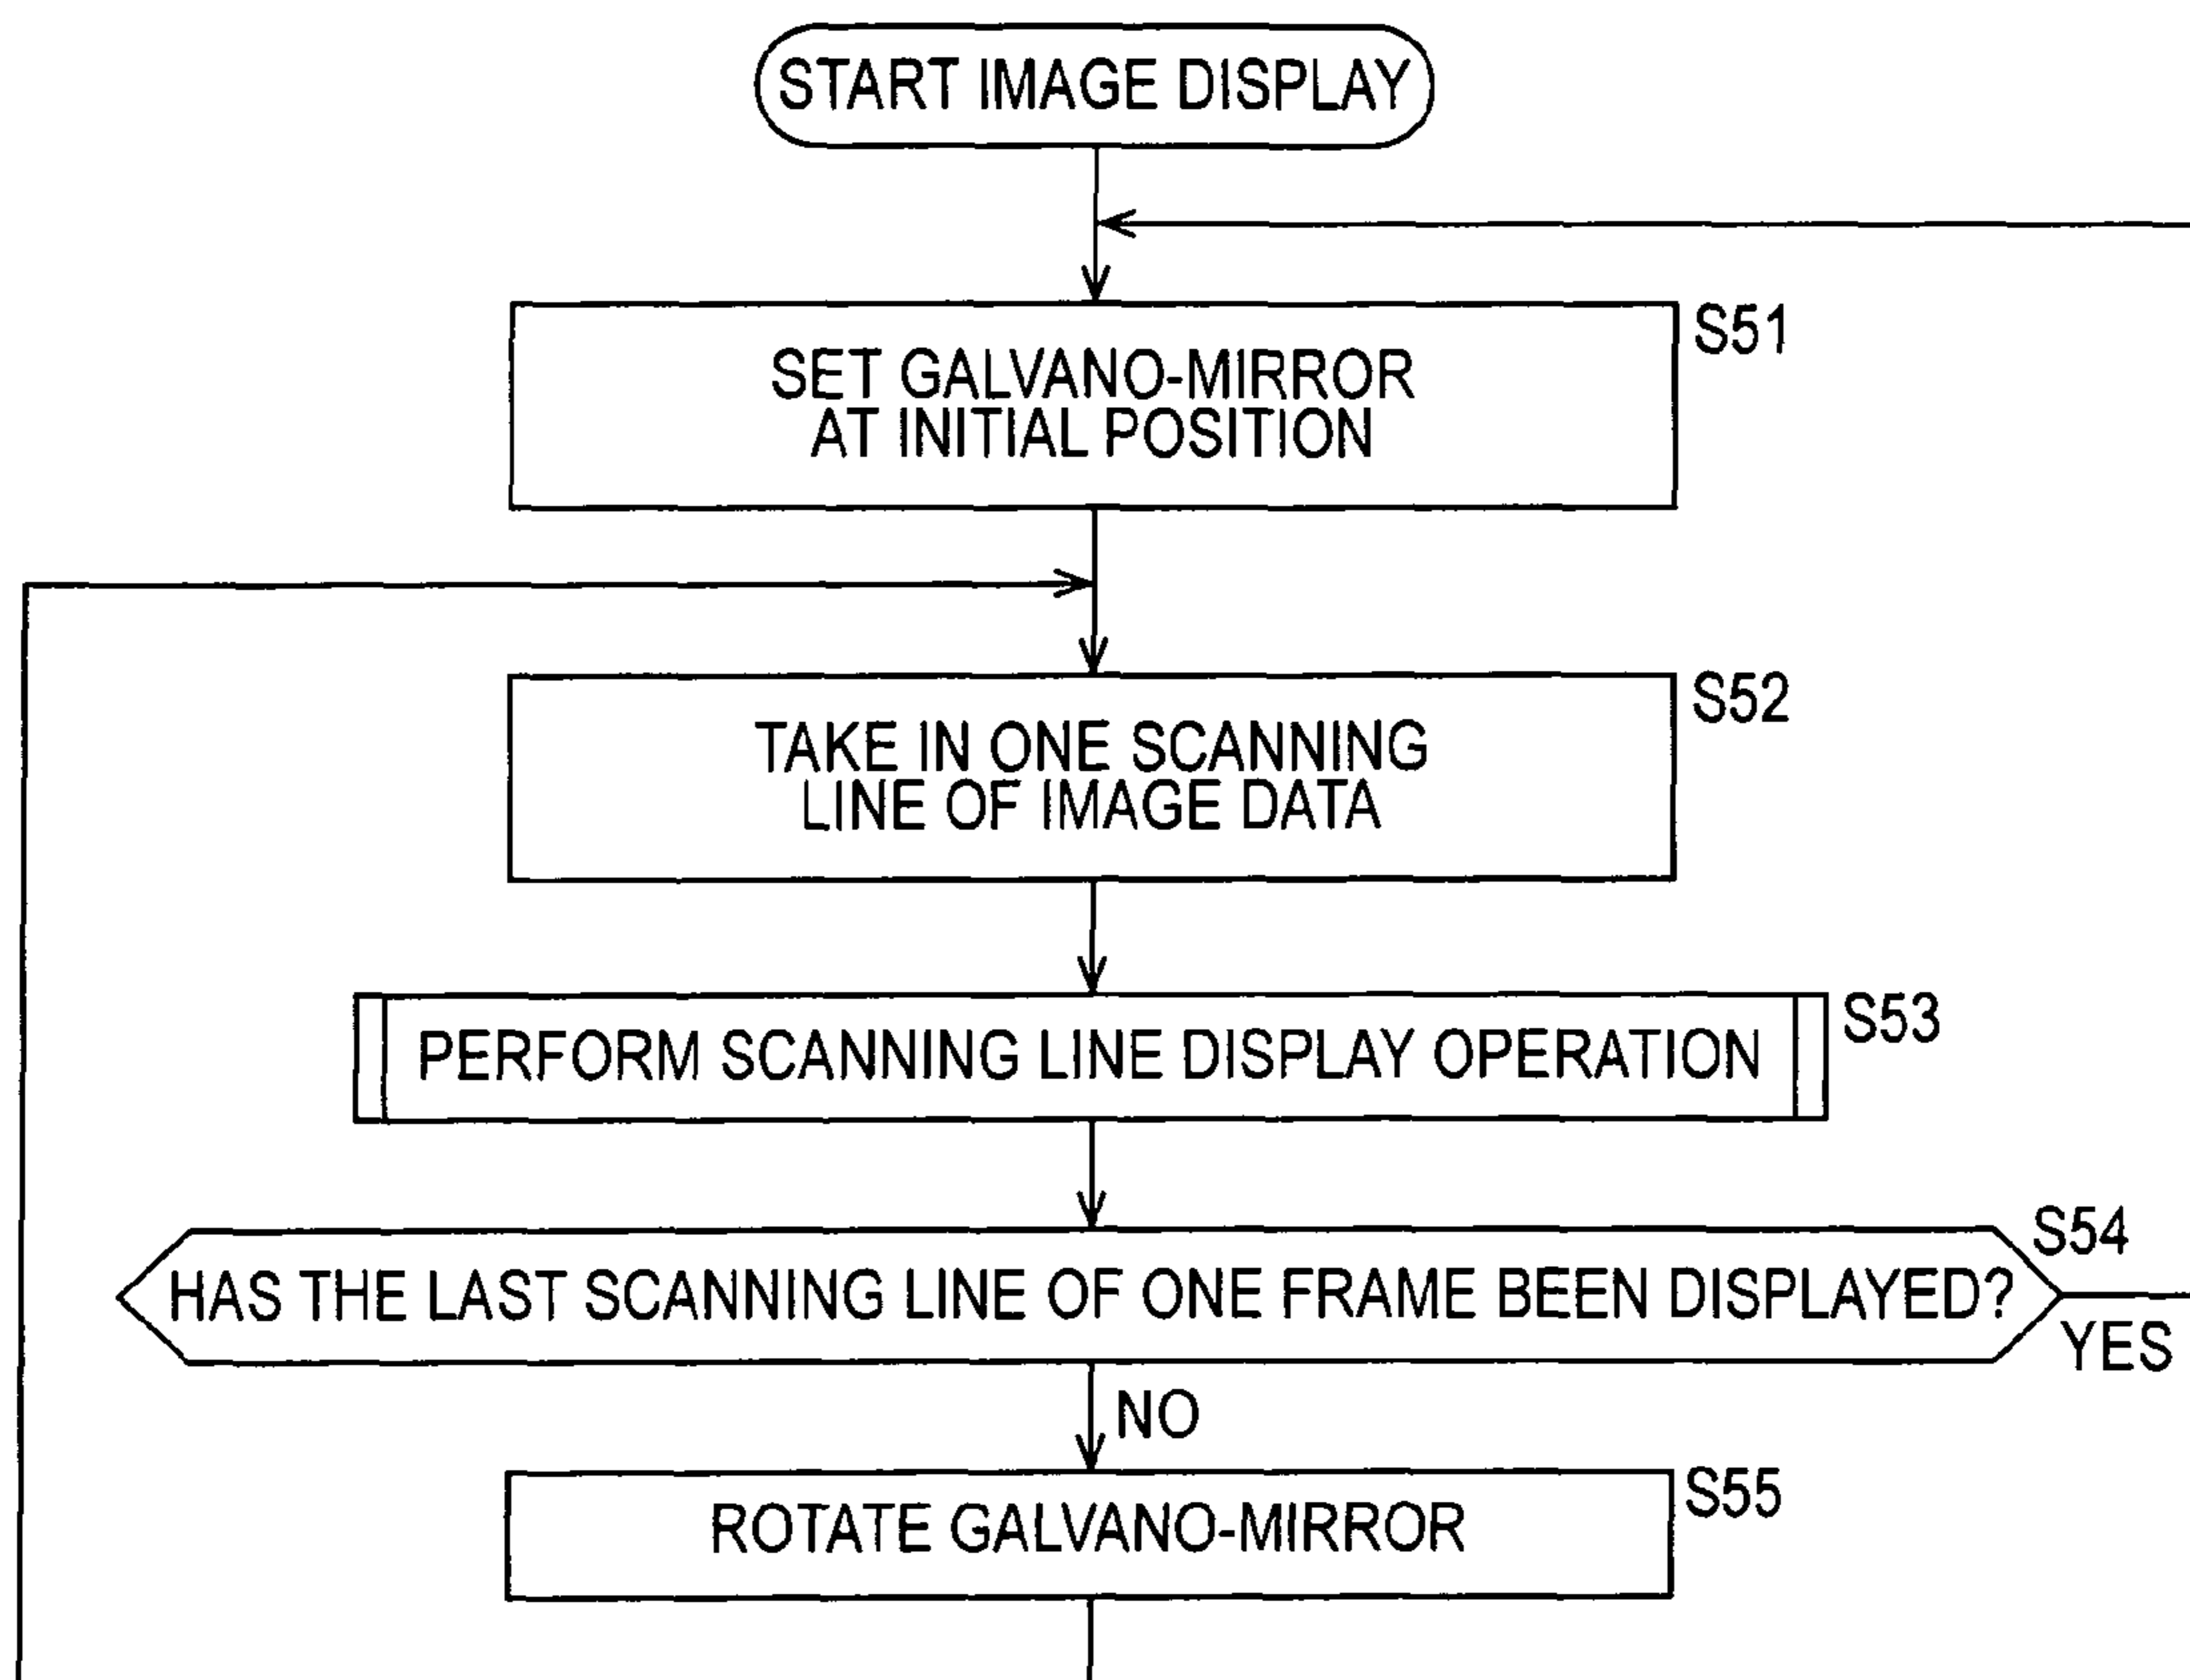 START IMAGE DISPLAY
S51
SET GALVANO-MIRROR
AT INITIAL POSITION
S52
TAKE IN ONE SCANNING
LINE OF IMAGE DATA
S53
PERFORM SCANNING LINE DISPLAY OPERATION
S54
HAS THE LAST SCANNING LINE OF ONE FRAME BEEN DISPLAYED?
YES
NO
S55
ROTATE GALVANO-MIRROR